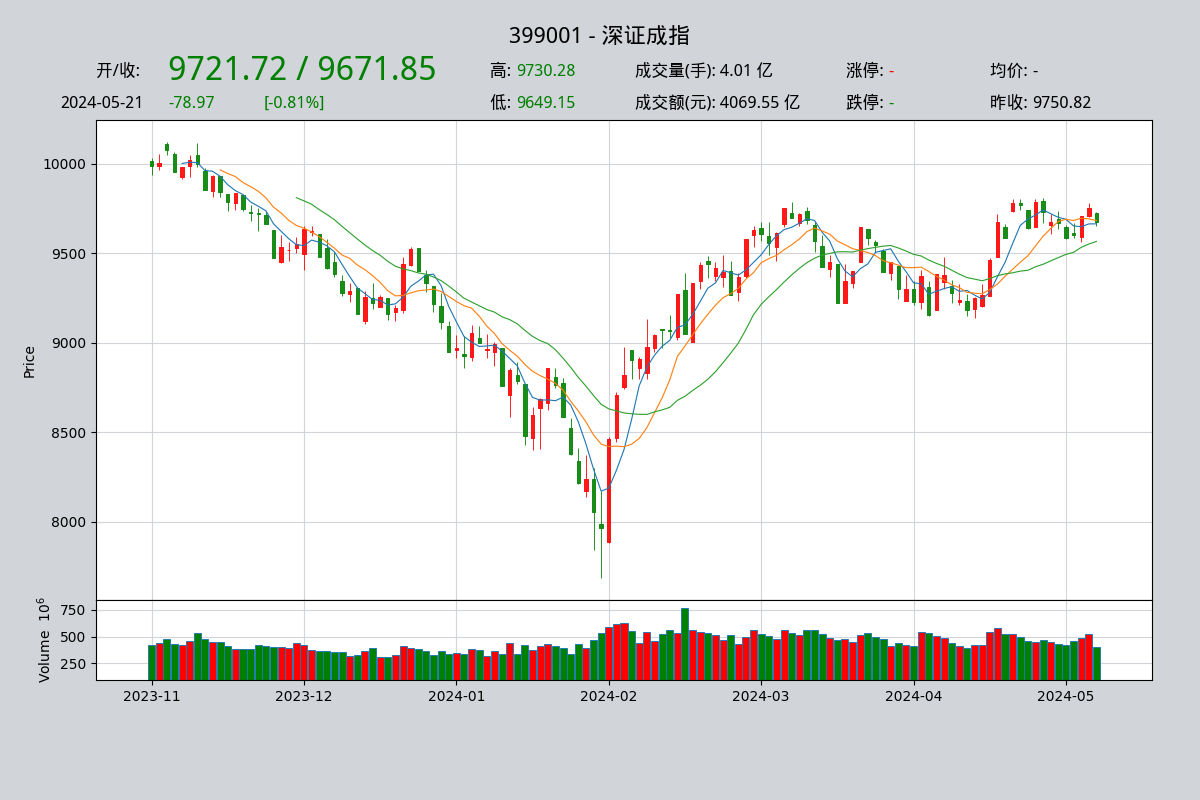 399001 - 深证成指
开/收: 9721.72 / 9671.85 高: 9730.28 成交量(手): 4.01 亿 涨停: - 均价: -
2024-05-21 -78.97 [-0.81%] 低: 9649.15 成交额(元): 4069.55 亿 跌停: - 昨收: 9750.82
10000
9500
9000
8500
8000
Price
750
500
250
Volume 10^6
2023-11 2023-12 2024-01 2024-02 2024-03 2024-04 2024-05